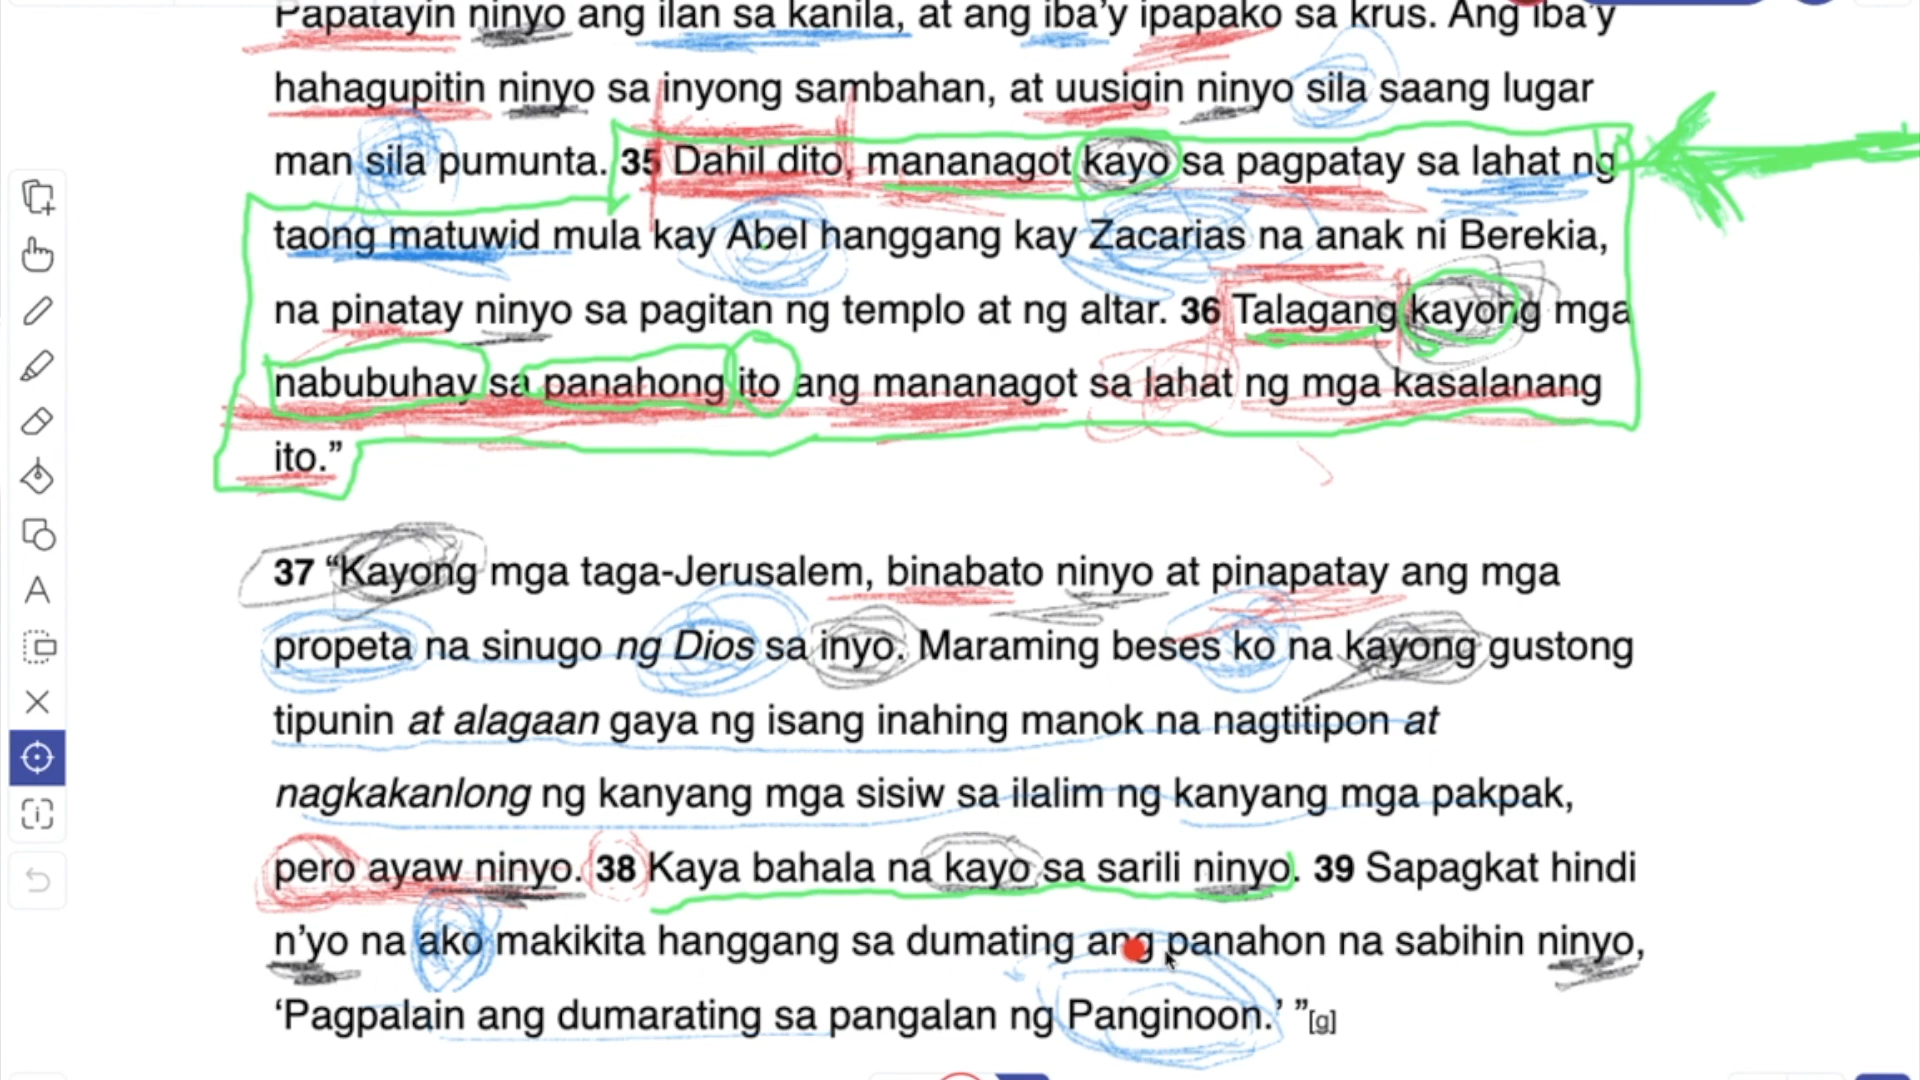 Papatayin ninyo ang ilan sa kanila, at ang iba’y ipapako sa krus. Ang iba’y
hahagupitin ninyo sa inyong sambahan, at uusigin ninyo sila saang lugar
man sila pumunta. 35 Dahil dito, mananagot kayo sa pagpatay sa lahat ng
taong matuwid mula kay Abel hanggang kay Zacarias na anak ni Berekia,
na pinatay ninyo sa pagitan ng templo at ng altar. 36 Talagang kayong mga
nabubuhay sa panahong ito ang mananagot sa lahat ng mga kasalanang
ito.”
37 “Kayong mga taga-Jerusalem, binabato ninyo at pinapatay ang mga
propeta na sinugo ng Dios sa inyo. Maraming beses ko na kayong gustong
tipunin at alagaan gaya ng isang inahing manok na nagtitipon at
nagkakanlong ng kanyang mga sisiw sa ilalim ng kanyang mga pakpak,
pero ayaw ninyo. 38 Kaya bahala na kayo sa sarili ninyo. 39 Sapagkat hindi
n’yo na ako makikita hanggang sa dumating ang panahon na sabihin ninyo,
‘Pagpalain ang dumarating sa pangalan ng Panginoon.’ ”[g]